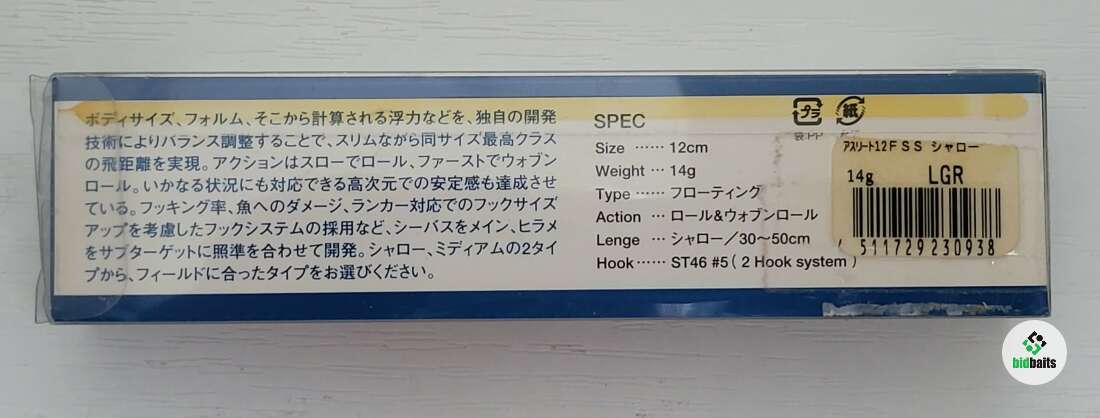 ボディサイズ、フォルム、そこから計算される浮力などを、独自の開発
技術によりバランス調整することで、スリムながら同サイズ最高クラス
の飛距離を実現。アクションはスローでロール、ファーストでウォブン
ロール。いかなる状況にも対応できる高次元での安定感も達成させ
ている。フッキング率、魚へのダメージ、ランカー対応でのフックサイズ
アップを考慮したフックシステムの採用など、シーバスをメイン、ヒラメ
をサブターゲットに照準を合わせて開発。シャロー、ミディアムの2タイ
プから、フィールドに合ったタイプをお選びください。
SPEC
Size …… 12cm
Weight … 14g
Type …… フローティング
Action … ロール&ウォブンロール
Lenge … シャロー/30〜50cm
Hook…… ST46 #5 ( 2 Hook system )
プラ
紙
袋:PP
アスリート12FSS シャロー
14g LGR
4511729230938
bidbaits